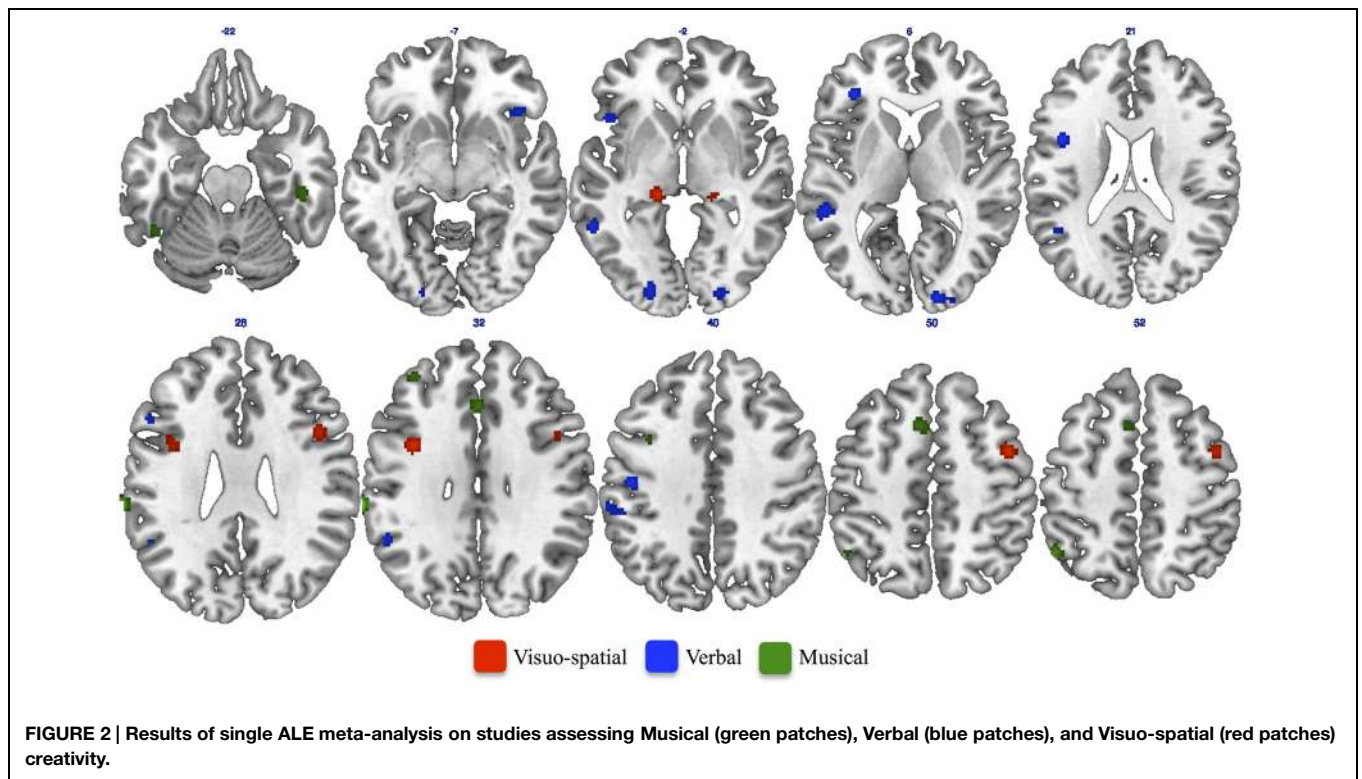 -22 -7 -2 6 21
28 32 40 50 52
Visuo-spatial Verbal Musical
FIGURE 2 | Results of single ALE meta-analysis on studies assessing Musical (green patches), Verbal (blue patches), and Visuo-spatial (red patches)
creativity.